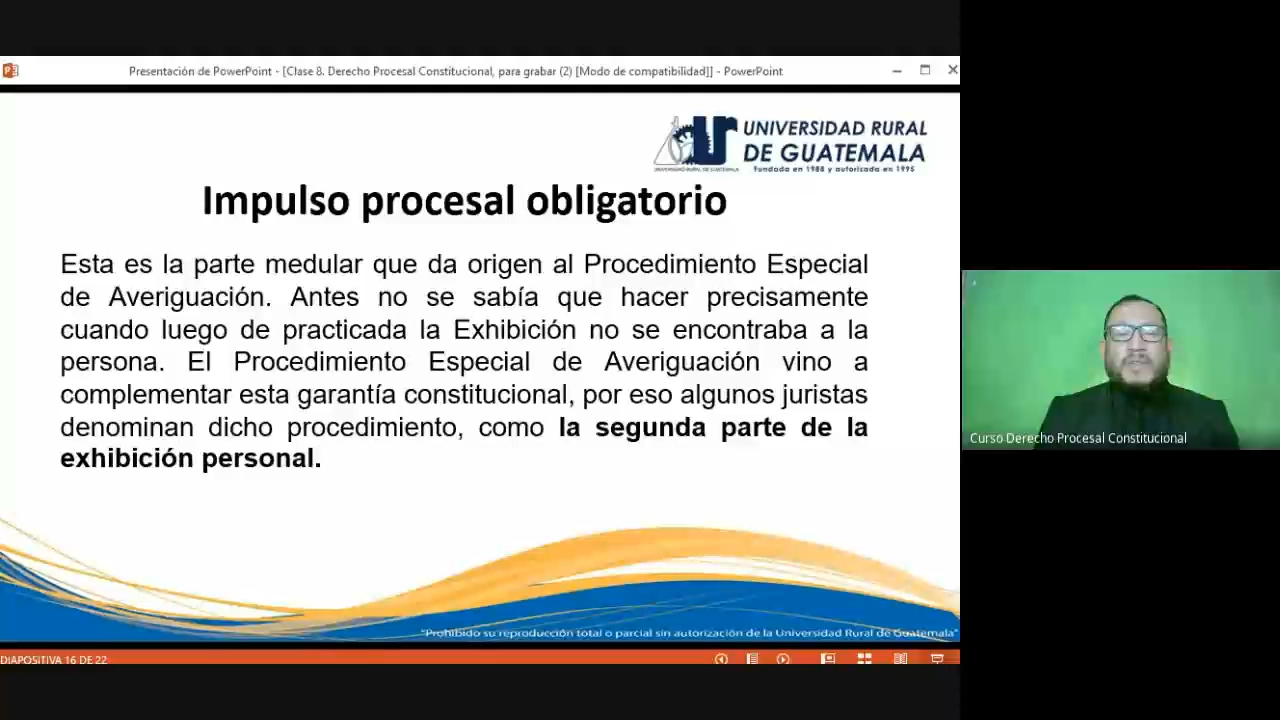 Presentación de PowerPoint - [Clase 8. Derecho Procesal Constitucional, para grabar (2) [Modo de compatibilidad]] - PowerPoint
UNIVERSIDAD RURAL
DE GUATEMALA
Fundada en 1988 y autorizada en 1995
UNIVERSIDAD RURAL DE GUATEMALA
Impulso procesal obligatorio
Esta es la parte medular que da origen al Procedimiento Especial
de Averiguación. Antes no se sabía que hacer precisamente
cuando luego de practicada la Exhibición no se encontraba a la
persona. El Procedimiento Especial de Averiguación vino a
complementar esta garantía constitucional, por eso algunos juristas
denominan dicho procedimiento, como la segunda parte de la
exhibición personal.
Curso Derecho Procesal Constitucional
"Prohibido su reproducción total o parcial sin autorización de la Universidad Rural de Guatemala"
DIAPOSITIVA 16 DE 22